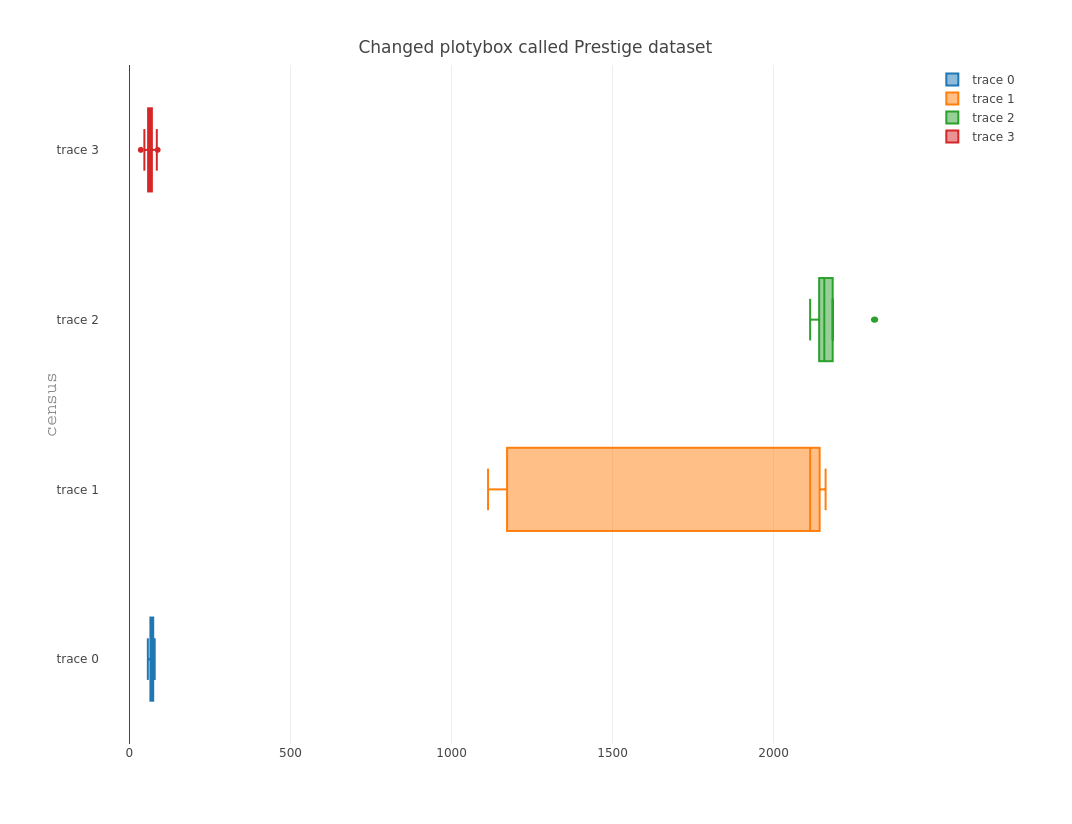 Changed plotybox called Prestige dataset
trace 0
trace 1
trace 2
trace 3
trace 3
trace 2
trace 1
trace 0
census
0
500
1000
1500
2000